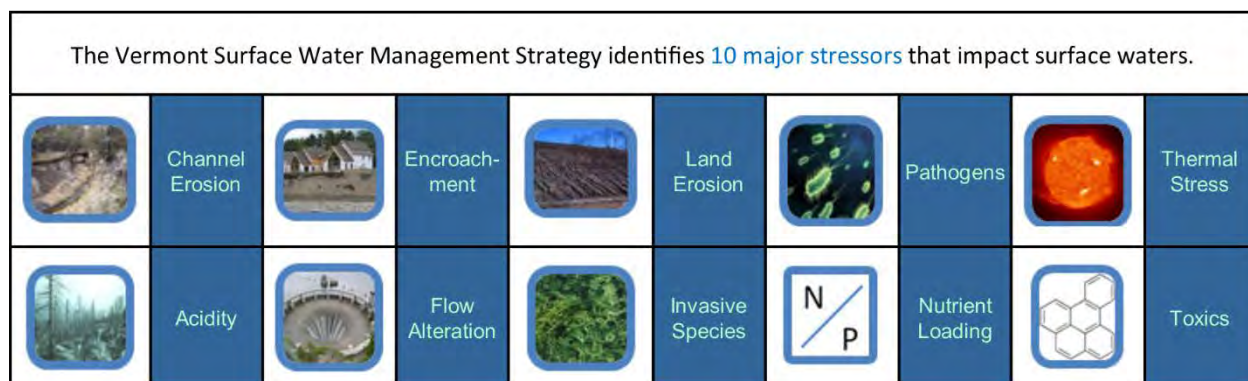 The Vermont Surface Water Management Strategy identifies 10 major stressors that impact surface waters.
Channel
Erosion
Encroach-
ment
Land
Erosion
Pathogens
Thermal
Stress
Acidity
Flow
Alteration
Invasive
Species
N
P
Nutrient
Loading
Toxics